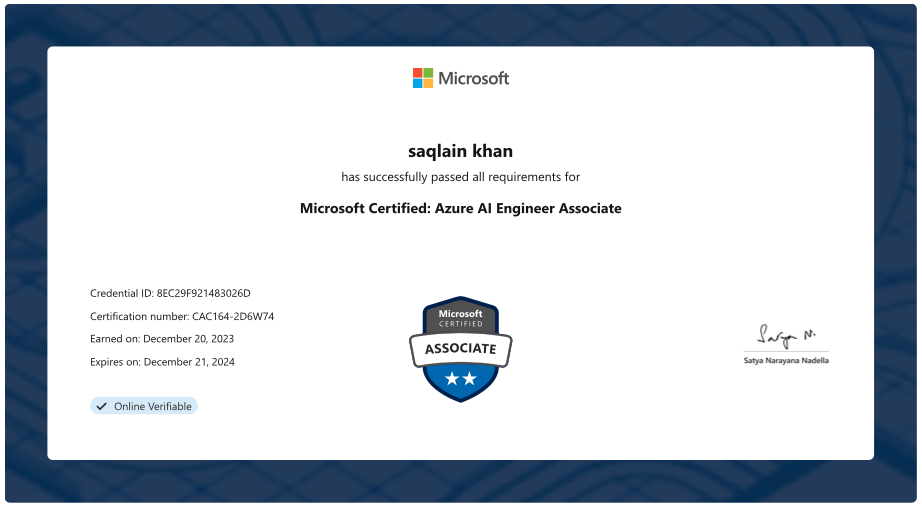 Microsoft
saqlain khan
has successfully passed all requirements for
Microsoft Certified: Azure AI Engineer Associate
Credential ID: 8EC29F921483026D
Certification number: CAC164-2D6W74
Earned on: December 20, 2023
Expires on: December 21, 2024
Online Verifiable
Microsoft
CERTIFIED
ASSOCIATE
Satya N.
Satya Narayana Nadella